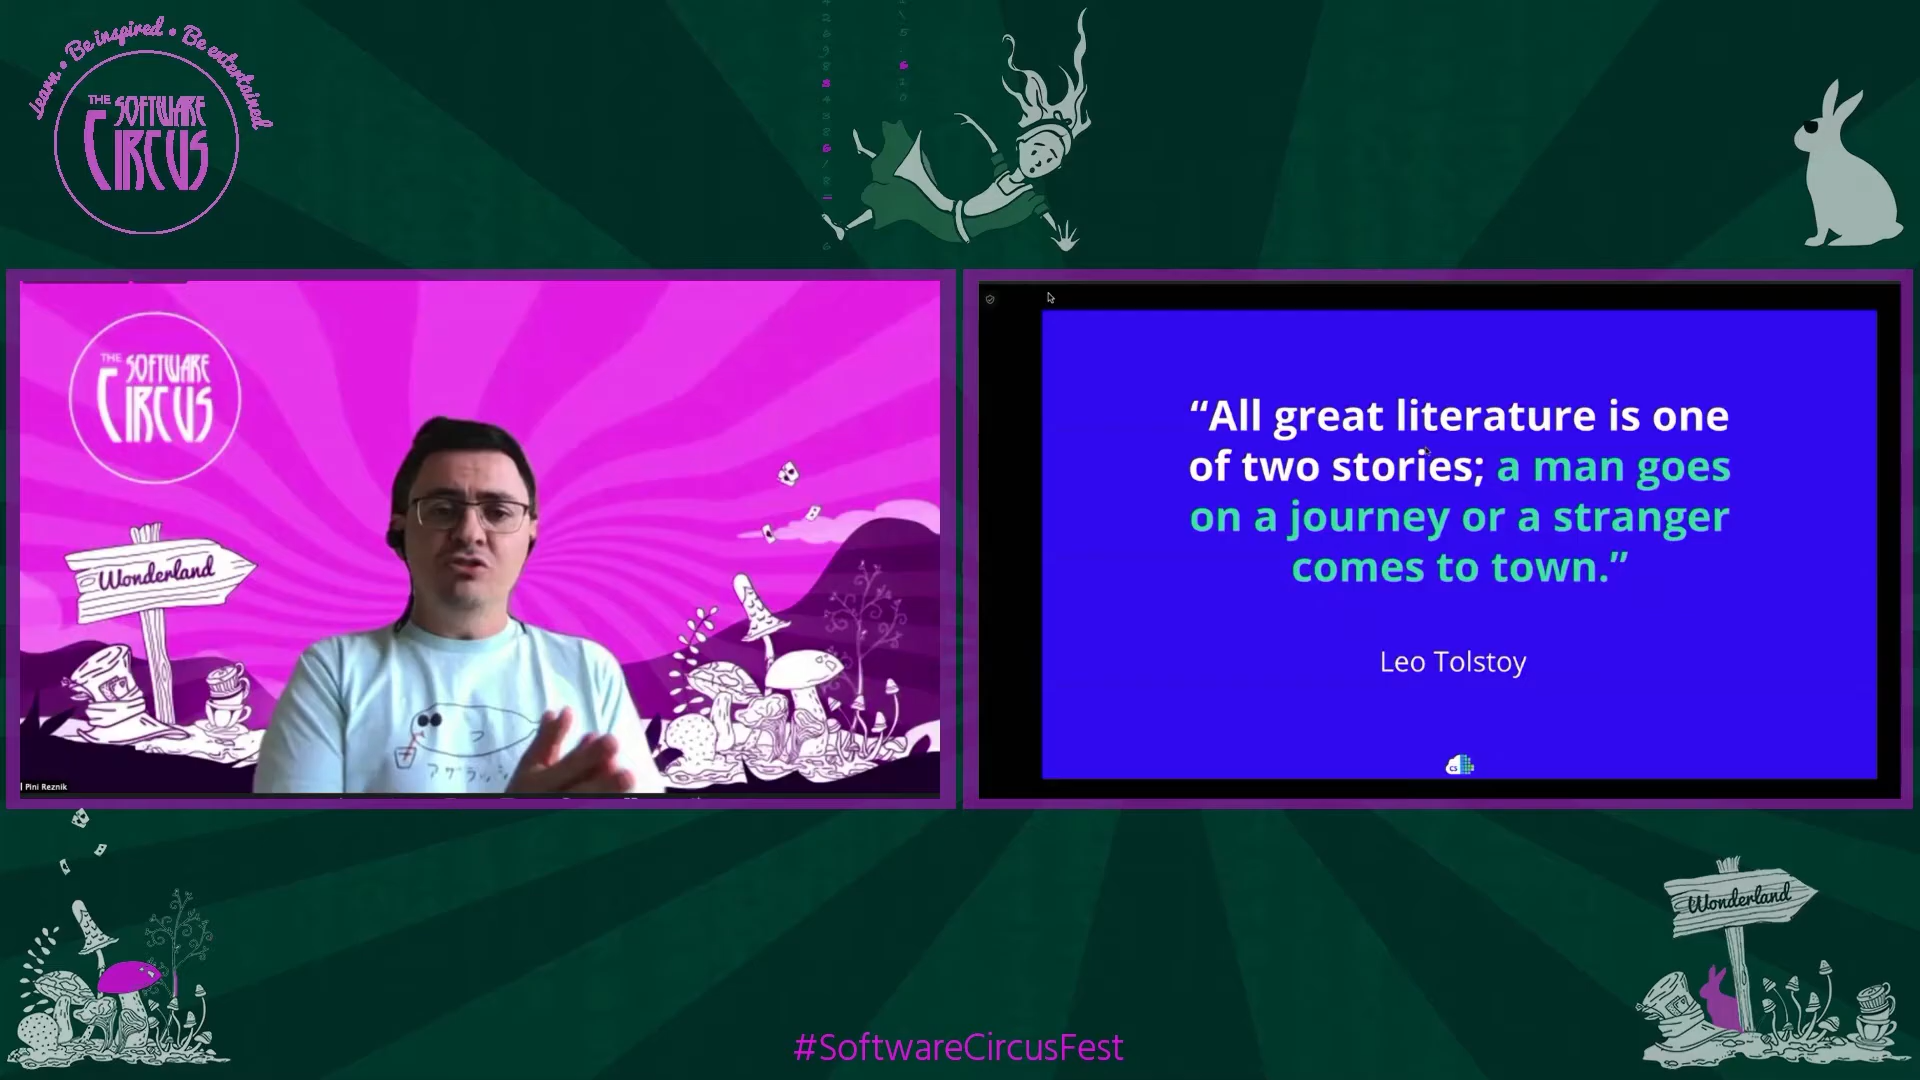 Learn • Be inspired • Be entertained
THE
SOFTWARE
CIRCUS
THE
SOFTWARE
CIRCUS
Wonderland
Pini Reznik
“All great literature is one
of two stories; a man goes
on a journey or a stranger
comes to town.”
Leo Tolstoy
CS
Wonderland
#SoftwareCircusFest